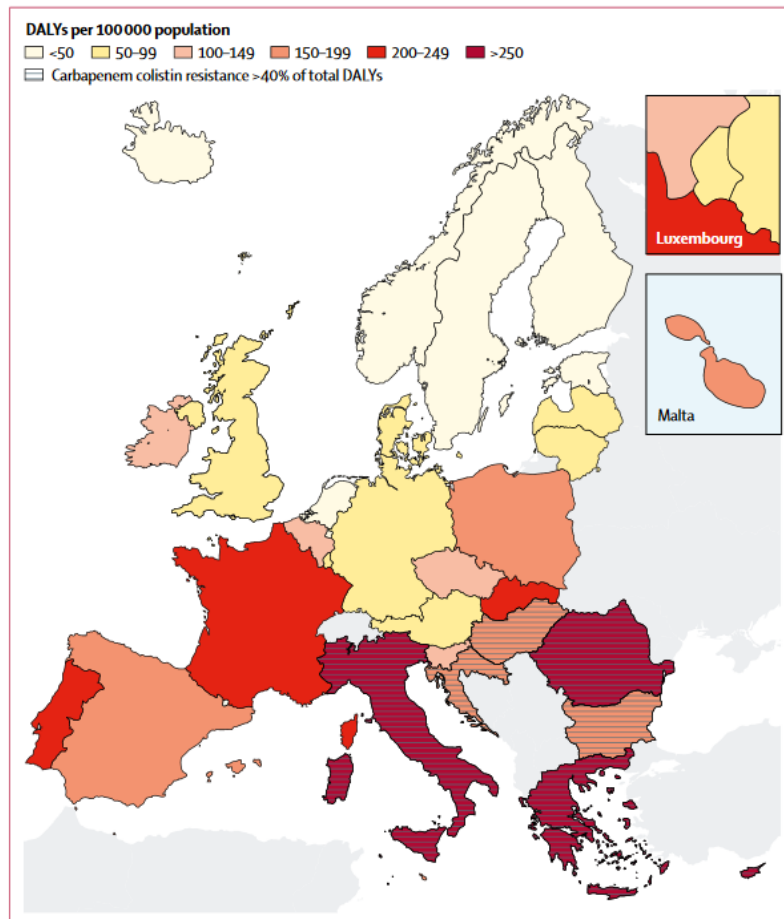 DALYs per 100 000 population
<50 50–99 100–149 150–199 200–249 >250
Carbapenem colistin resistance >40% of total DALYs
Luxembourg
Malta